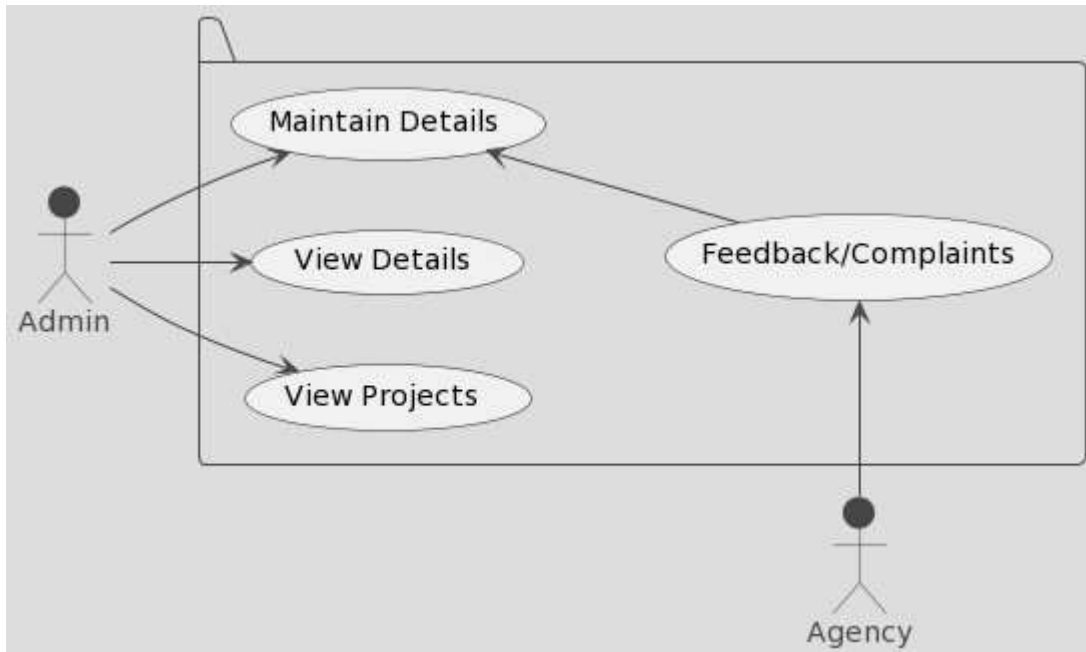 Maintain Details
View Details
Feedback/Complaints
Admin
View Projects
Agency